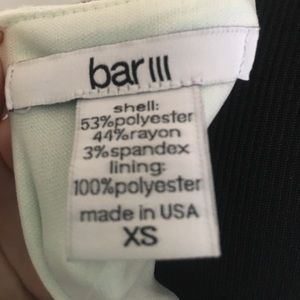 bar III
shell:
53%polyester
44%rayon
3%spandex
lining:
100%polyester
made in USA
XS